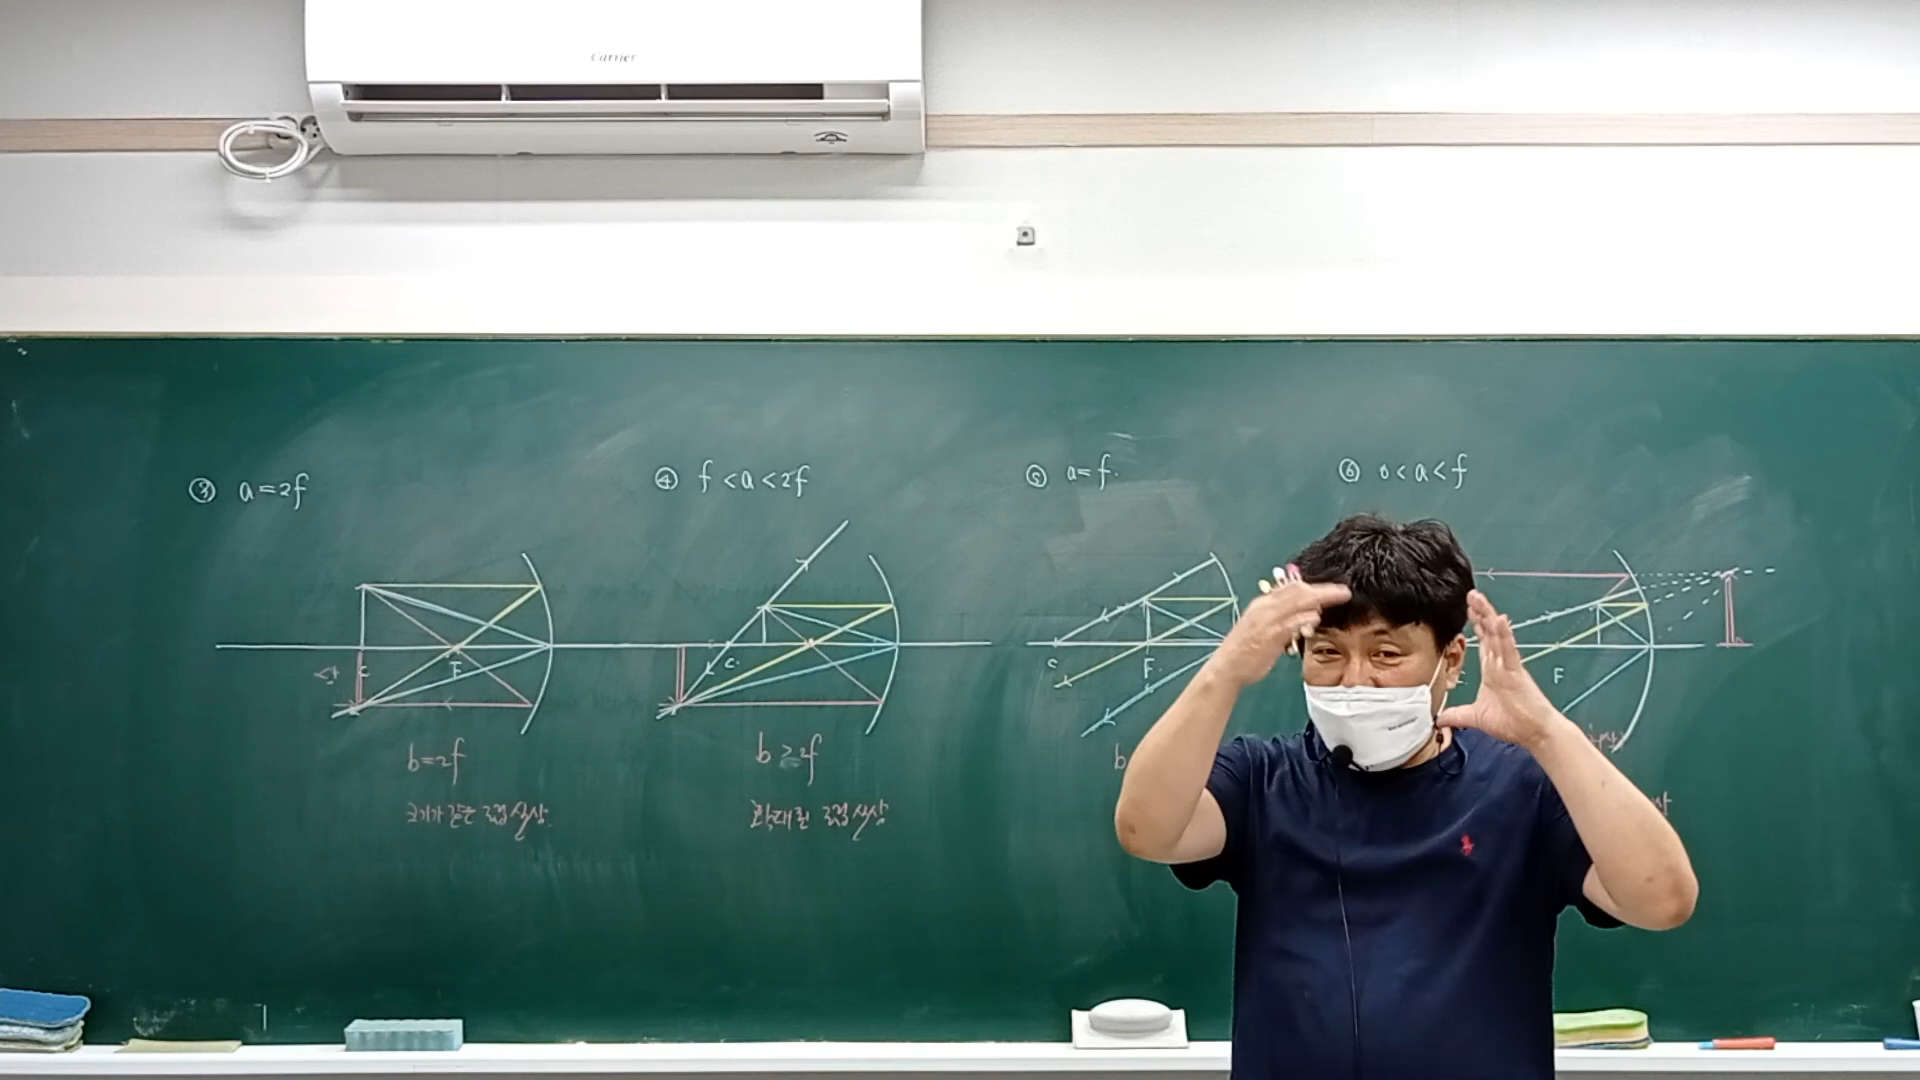 Carrier
③ a=2f
④ f<a<2f
⑤ a=f.
⑥ 0<a<f
F
C.
C
F.
F
b=2f
b≥2f
b
크기가 같은 도립실상.
확대된 도립실상
상